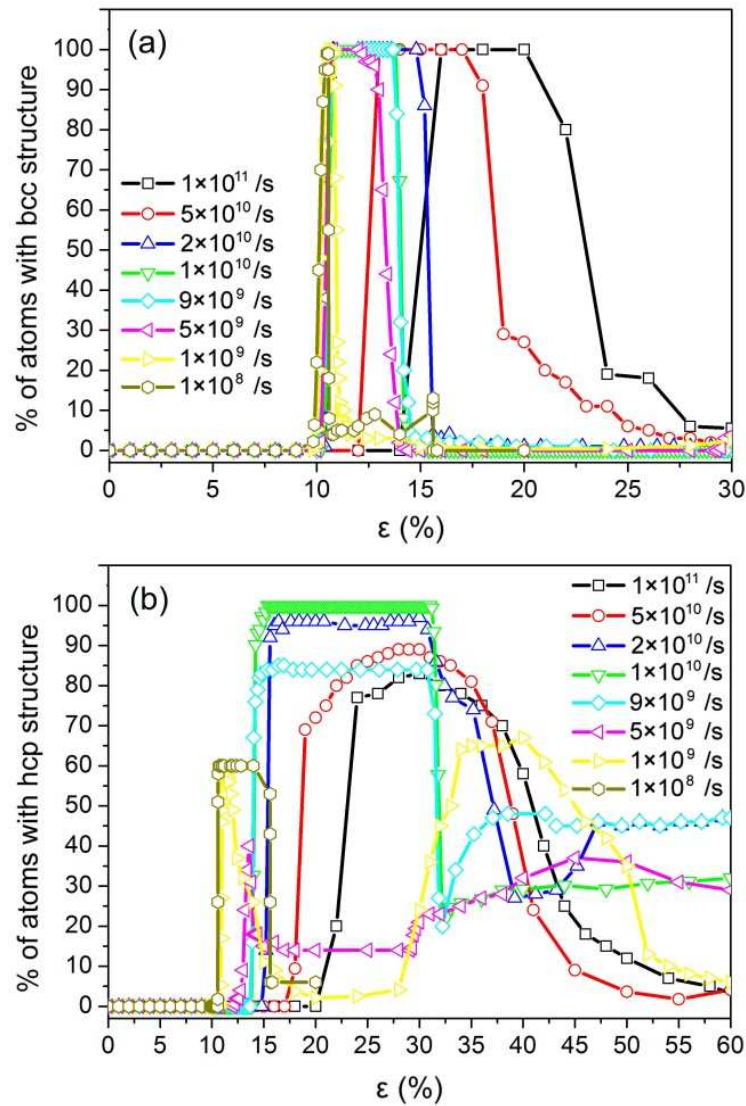 (a)
% of atoms with bcc structure
100
90
80
70
60
50
40
30
20
10
0
1×10¹¹ /s
5×10¹⁰ /s
2×10¹⁰ /s
1×10¹⁰ /s
9×10⁹ /s
5×10⁹ /s
1×10⁹ /s
1×10⁸ /s
0 5 10 15 20 25 30
ε (%)
(b)
% of atoms with hcp structure
100
90
80
70
60
50
40
30
20
10
0
1×10¹¹ /s
5×10¹⁰ /s
2×10¹⁰ /s
1×10¹⁰ /s
9×10⁹ /s
5×10⁹ /s
1×10⁹ /s
1×10⁸ /s
0 5 10 15 20 25 30 35 40 45 50 55 60
ε (%)